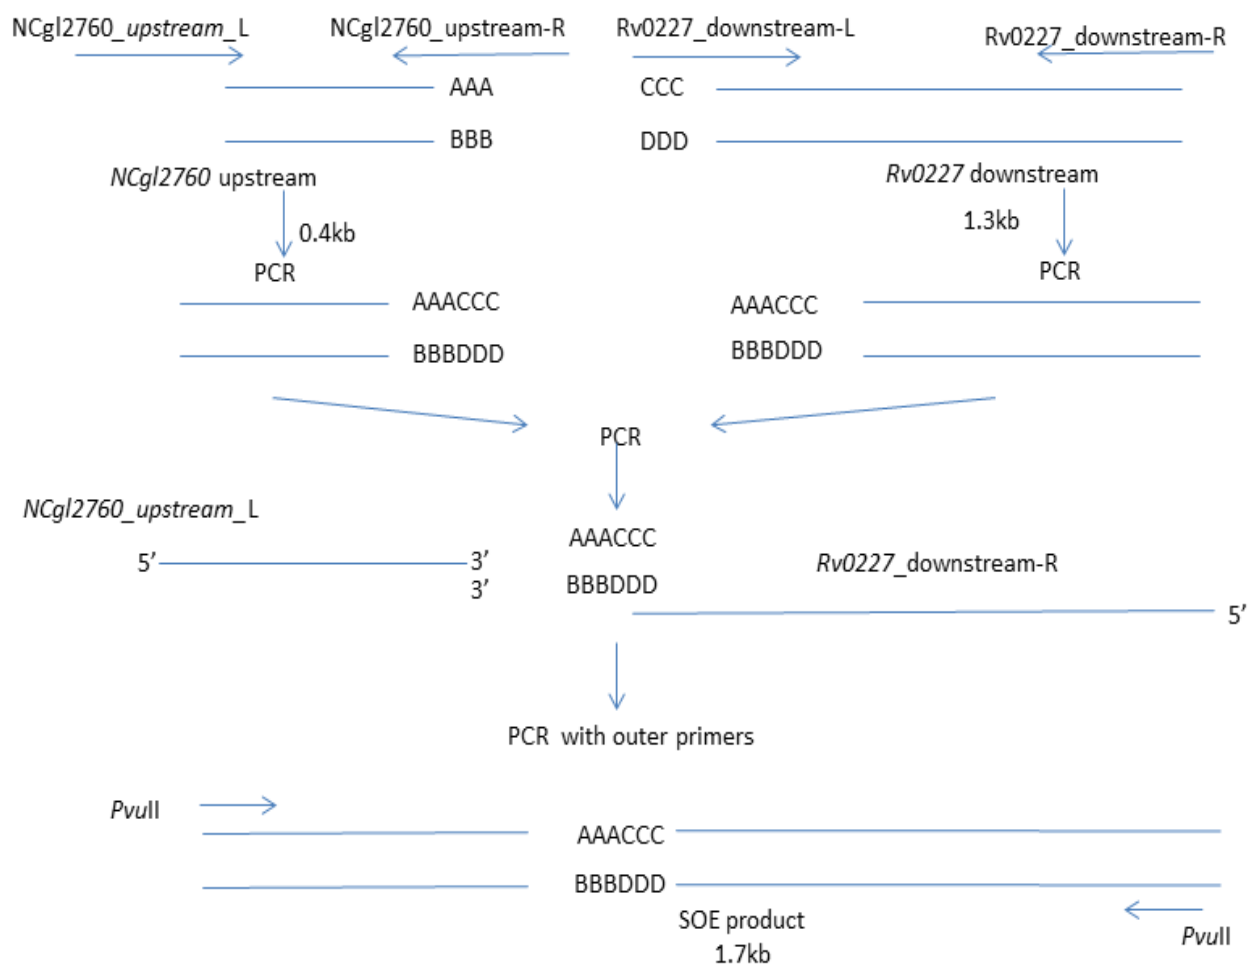 NCgl2760_upstream_L
NCgl2760_upstream-R
Rv0227_downstream-L
Rv0227_downstream-R
AAA
CCC
BBB
DDD
NCgl2760 upstream
Rv0227 downstream
0.4kb
1.3kb
PCR
PCR
AAACCC
AAACCC
BBBDDD
BBBDDD
PCR
NCgl2760_upstream_L
AAACCC
5’
3’
Rv0227_downstream-R
3’
BBBDDD
5’
PCR with outer primers
PvuII
AAACCC
BBBDDD
SOE product
1.7kb
PvuII